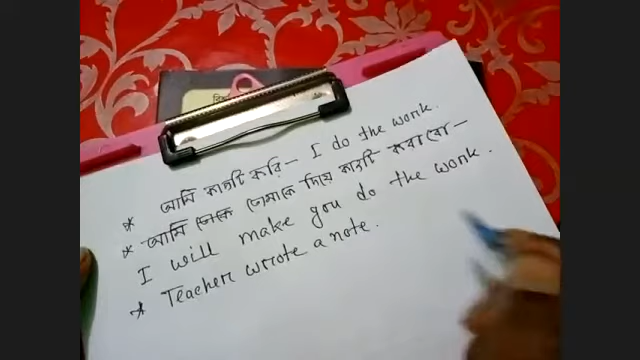 * আমি কাজটি করি - I do the work.
* আমি তোকে তোমাকে দিয়ে কাজটি করাবো -
I will make you do the work.
* Teacher wrote a note.